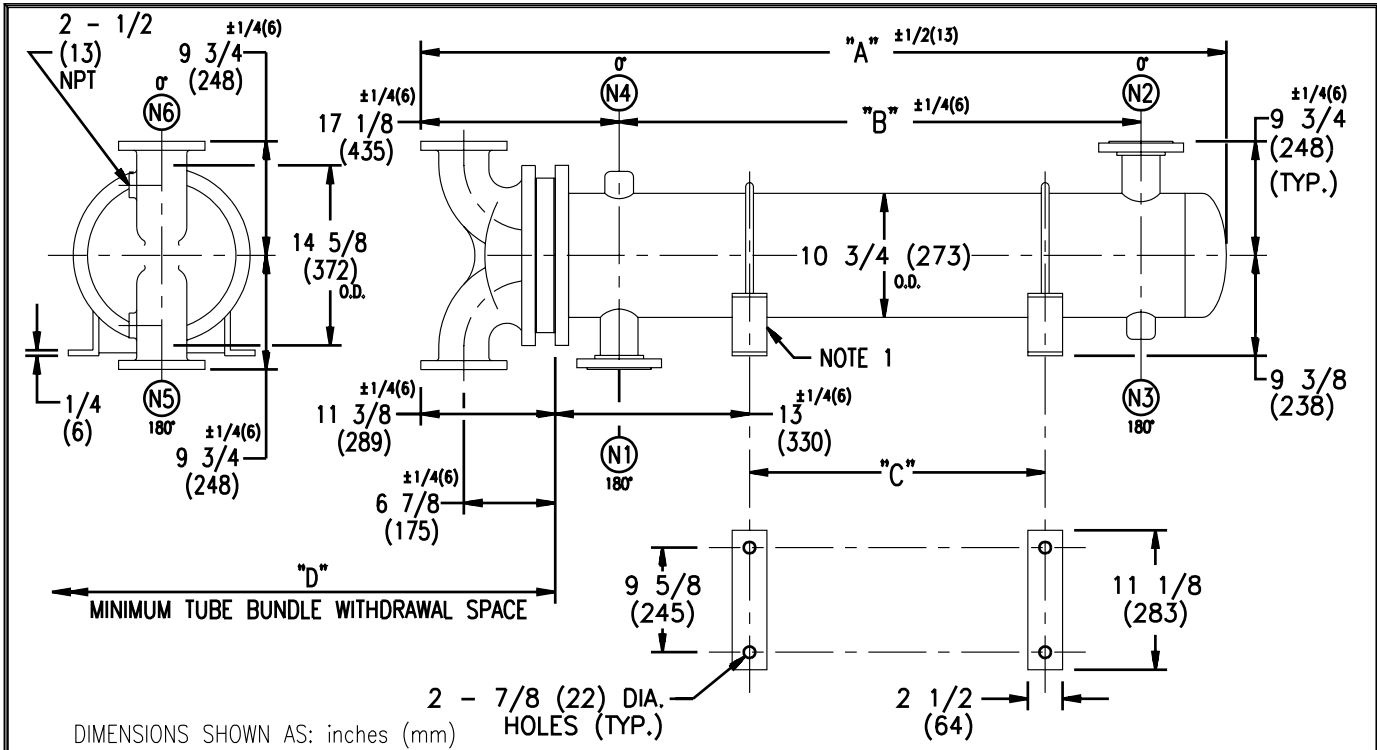 2 - 1/2
(13)
NPT
±1/4(6)
9 3/4
(248)
0°
N6
"A" ±1/2(13)
0°
N4
0°
N2
±1/4(6)
17 1/8
(435)
"B" ±1/4(6)
±1/4(6)
9 3/4
(248)
(TYP.)
14 5/8
(372)
O.D.
10 3/4 (273)
O.D.
NOTE 1
1/4
(6)
N5
180°
±1/4(6)
9 3/4
(248)
±1/4(6)
11 3/8
(289)
±1/4(6)
13
(330)
N1
180°
N3
180°
9 3/8
(238)
±1/4(6)
6 7/8
(175)
"C"
"D"
MINIMUM TUBE BUNDLE WITHDRAWAL SPACE
9 5/8
(245)
11 1/8
(283)
2 - 7/8 (22) DIA.
HOLES (TYP.)
2 1/2
(64)
DIMENSIONS SHOWN AS: inches (mm)